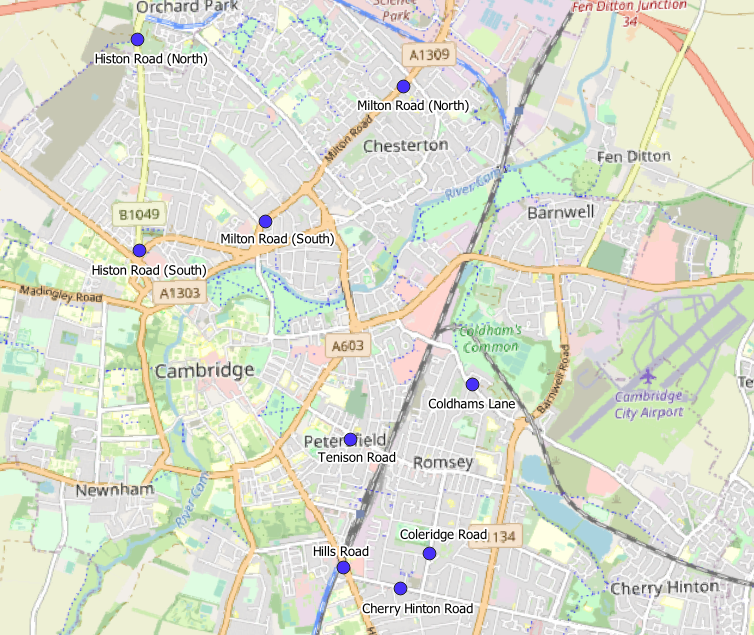 Orchard Park
Science
Park
Fen Ditton Junction
34
Histon Road (North)
A1309
Milton Road (North)
Milton Road
Chesterton
Fen Ditton
River Cam
B1049
Barnwell
Milton Road (South)
Histon Road (South)
Madingley Road
A1303
Coldham's
Common
A603
Cambridge
Barnwell Road
Cambridge
City Airport
Te
Coldhams Lane
Petersfield
Tenison Road
Romsey
Newnham
River Cam
Coleridge Road
1134
Hills Road
Cherry Hinton
Cherry Hinton Road
H